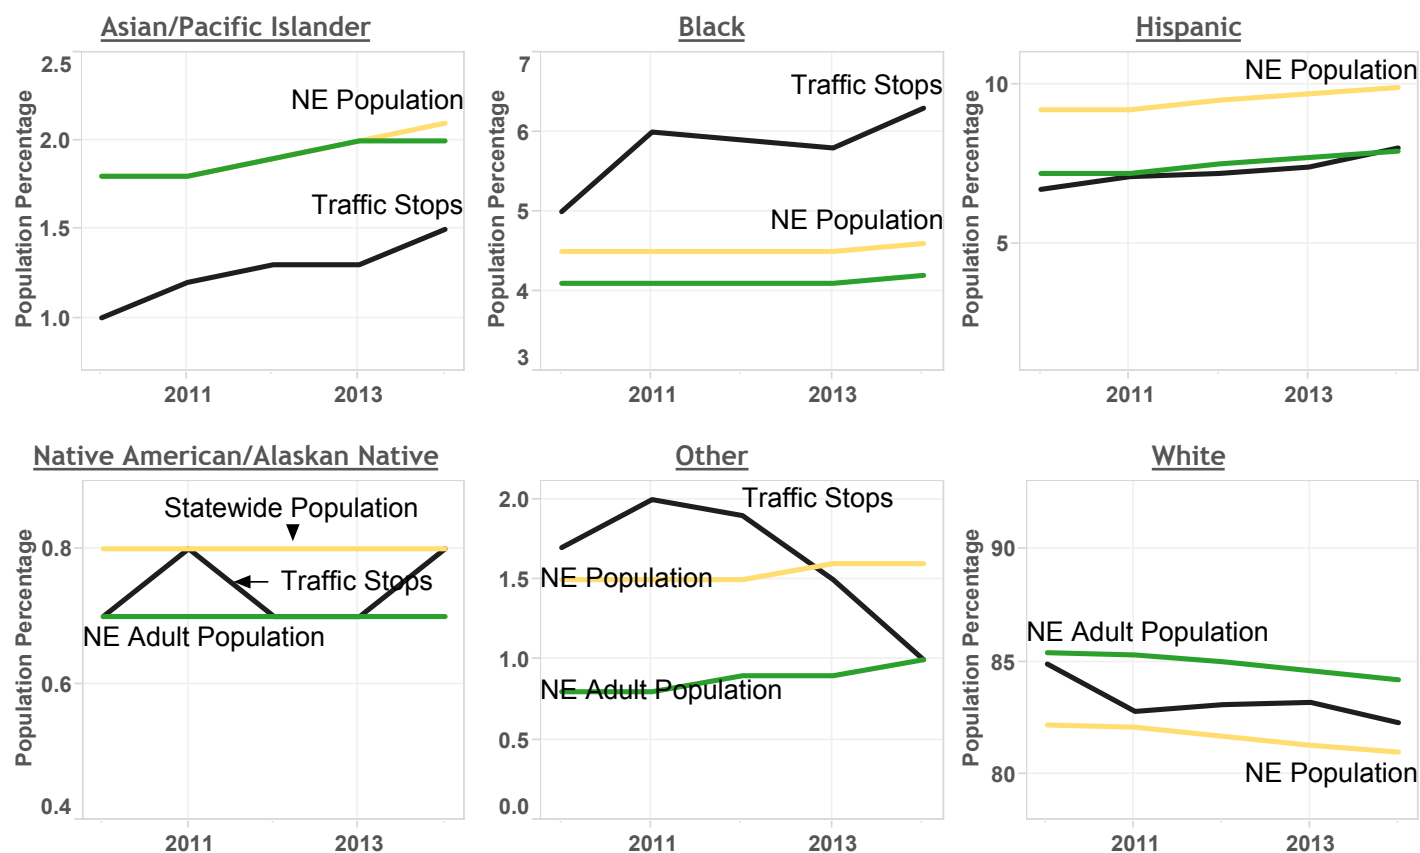 Asian/Pacific Islander
Population Percentage
2.5
2.0
1.5
1.0
NE Population
Traffic Stops
2011
2013
Black
Population Percentage
7
6
5
4
3
Traffic Stops
NE Population
2011
2013
Hispanic
Population Percentage
10
5
NE Population
2011
2013
Native American/Alaskan Native
Population Percentage
0.8
0.6
0.4
Statewide Population
Traffic Stops
NE Adult Population
2011
2013
Other
2.0
1.5
1.0
0.5
0.0
Traffic Stops
NE Population
NE Adult Population
2011
2013
White
Population Percentage
90
85
80
NE Adult Population
NE Population
2011
2013